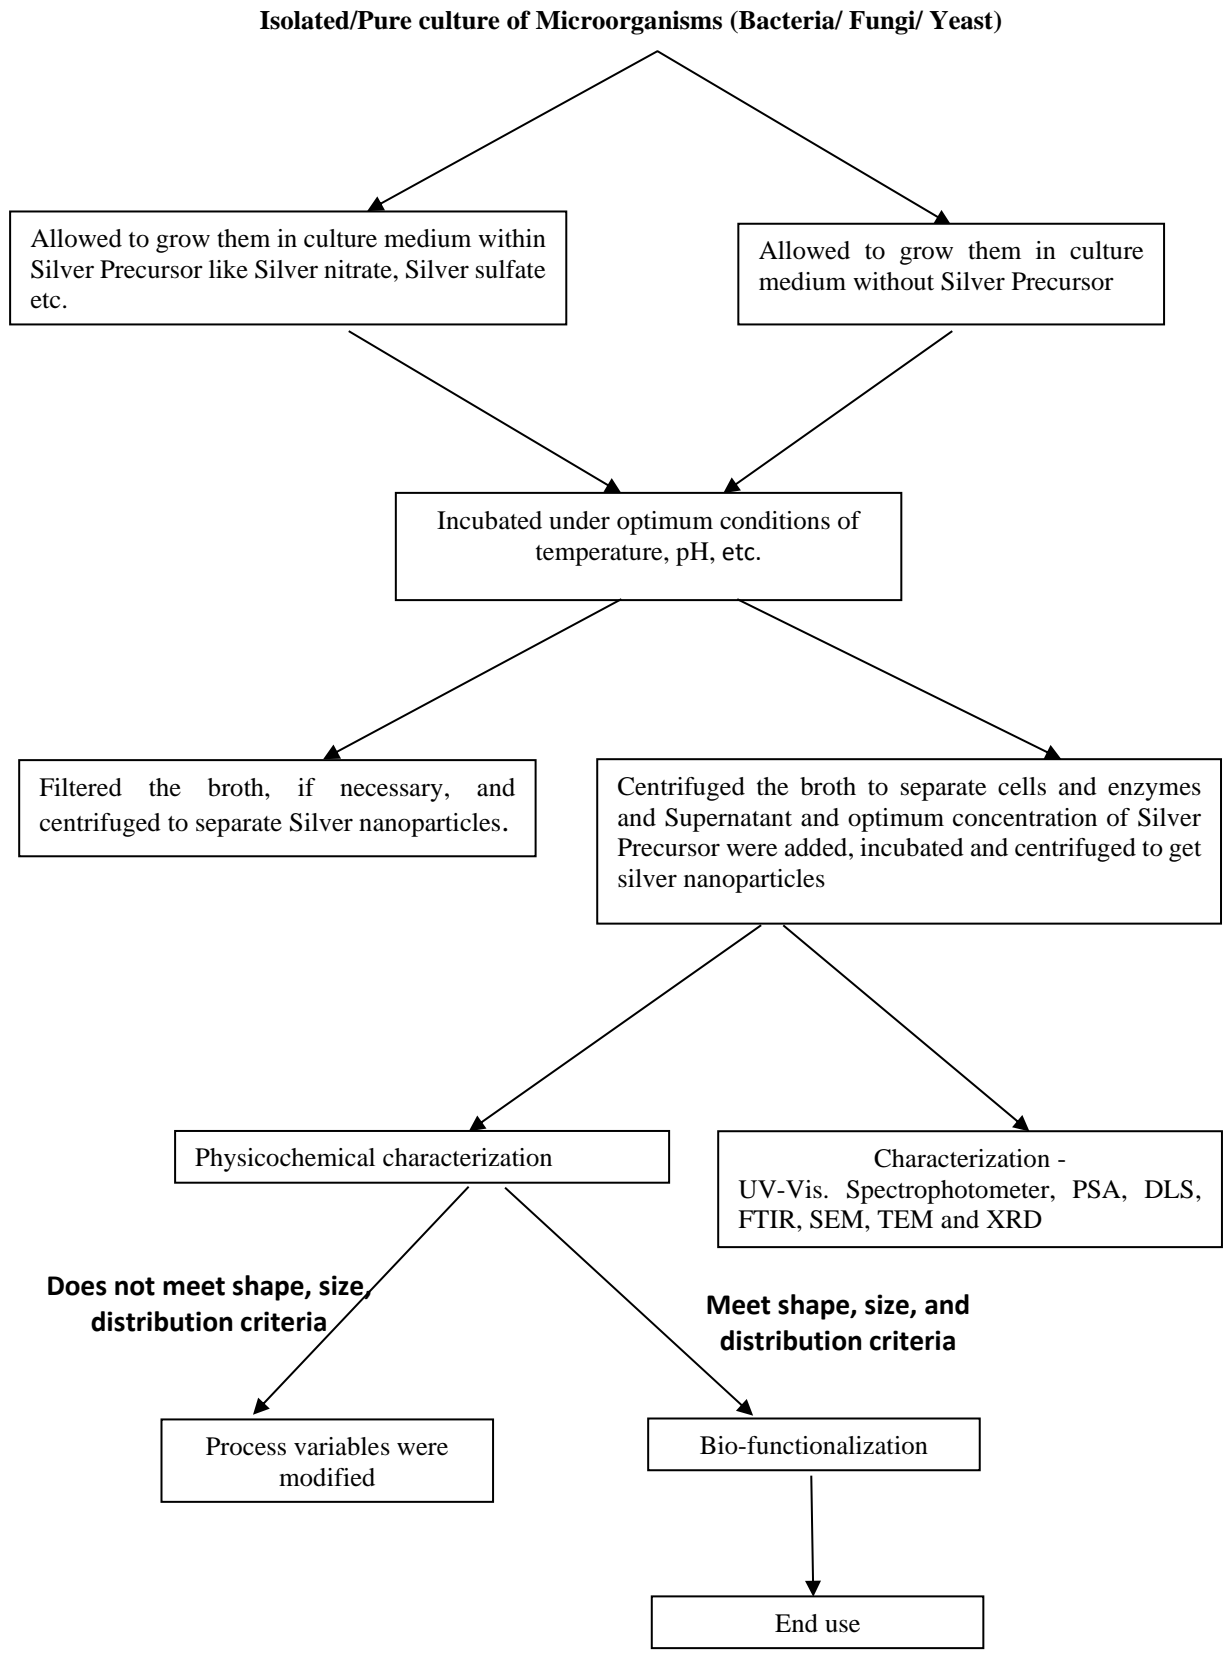 Isolated/Pure culture of Microorganisms (Bacteria/ Fungi/ Yeast)
Allowed to grow them in culture medium within
Silver Precursor like Silver nitrate, Silver sulfate
etc.
Allowed to grow them in culture
medium without Silver Precursor
Incubated under optimum conditions of
temperature, pH, etc.
Filtered the broth, if necessary, and
centrifuged to separate Silver nanoparticles.
Centrifuged the broth to separate cells and enzymes
and Supernatant and optimum concentration of Silver
Precursor were added, incubated and centrifuged to get
silver nanoparticles
Physicochemical characterization
Characterization -
UV-Vis. Spectrophotometer, PSA, DLS,
FTIR, SEM, TEM and XRD
Does not meet shape, size,
distribution criteria
Meet shape, size, and
distribution criteria
Process variables were
modified
Bio-functionalization
End use